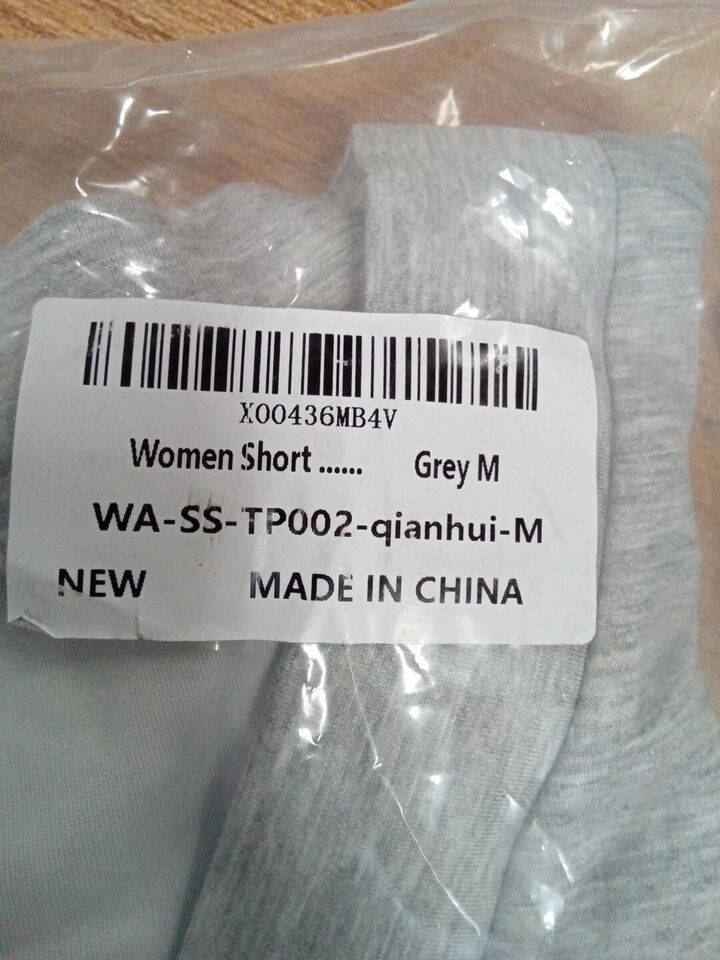 X00436MB4V
Women Short ...... Grey M
WA-SS-TP002-qianhui-M
NEW MADE IN CHINA